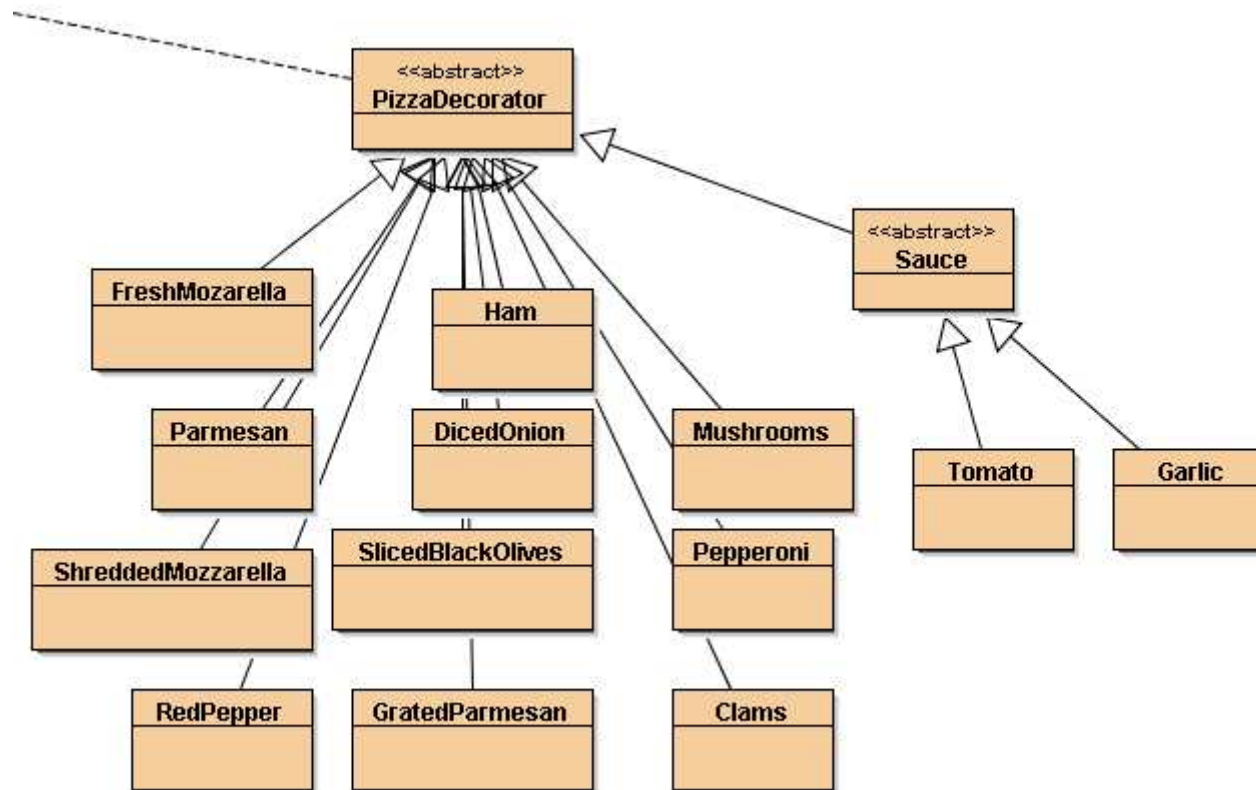 <<abstract>>
PizzaDecorator
<<abstract>>
Sauce
FreshMozarella
Ham
Parmesan
DicedOnion
Mushrooms
Tomato
Garlic
ShreddedMozzarella
SlicedBlackOlives
Pepperoni
RedPepper
GratedParmesan
Clams